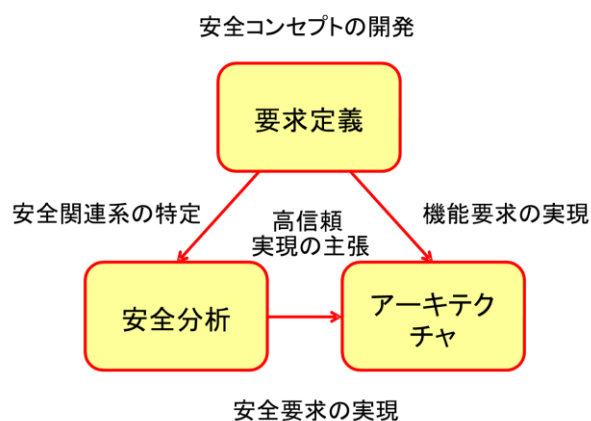 安全コンセプトの開発
要求定義
安全関連系の特定
高信頼
実現の主張
機能要求の実現
安全分析
アーキテク
チャ
安全要求の実現